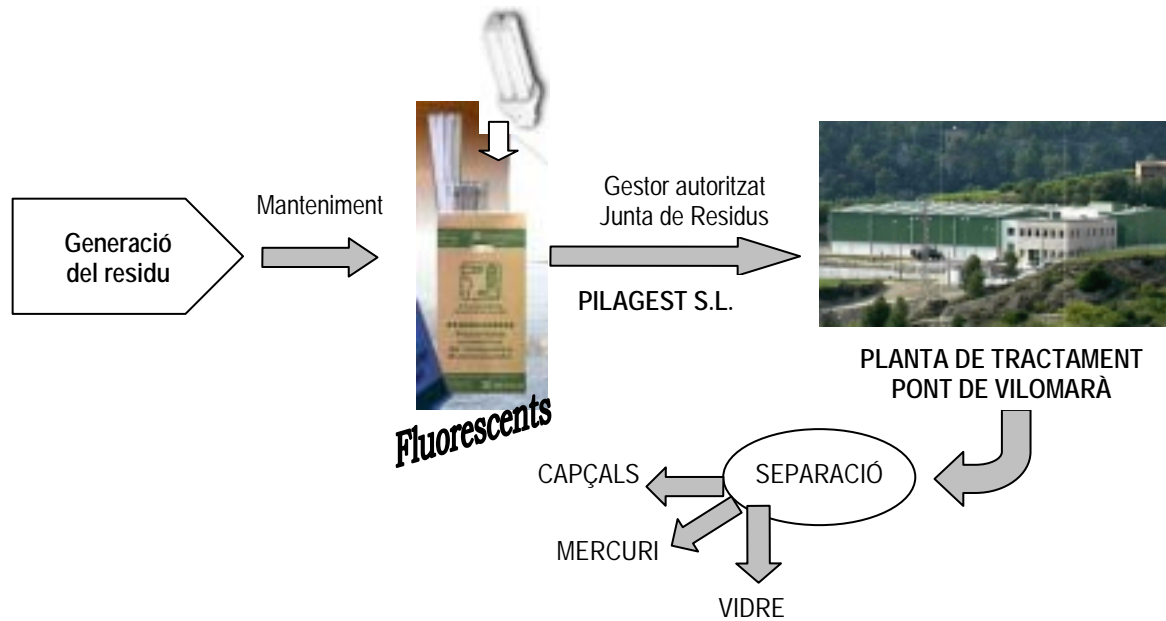 Generació
del residu
Manteniment
Fluorescents
Gestor autoritzat
Junta de Residus
PILAGEST S.L.
PLANTA DE TRACTAMENT
PONT DE VILOMARÀ
SEPARACIÓ
CAPÇALS
MERCURI
VIDRE